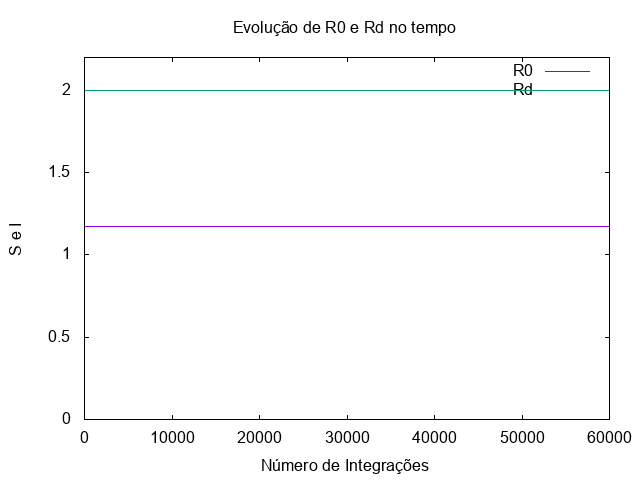 Evolução de R0 e Rd no tempo
R0
Rd
2
1.5
1
0.5
0
S e I
0 10000 20000 30000 40000 50000 60000
Número de Integrações